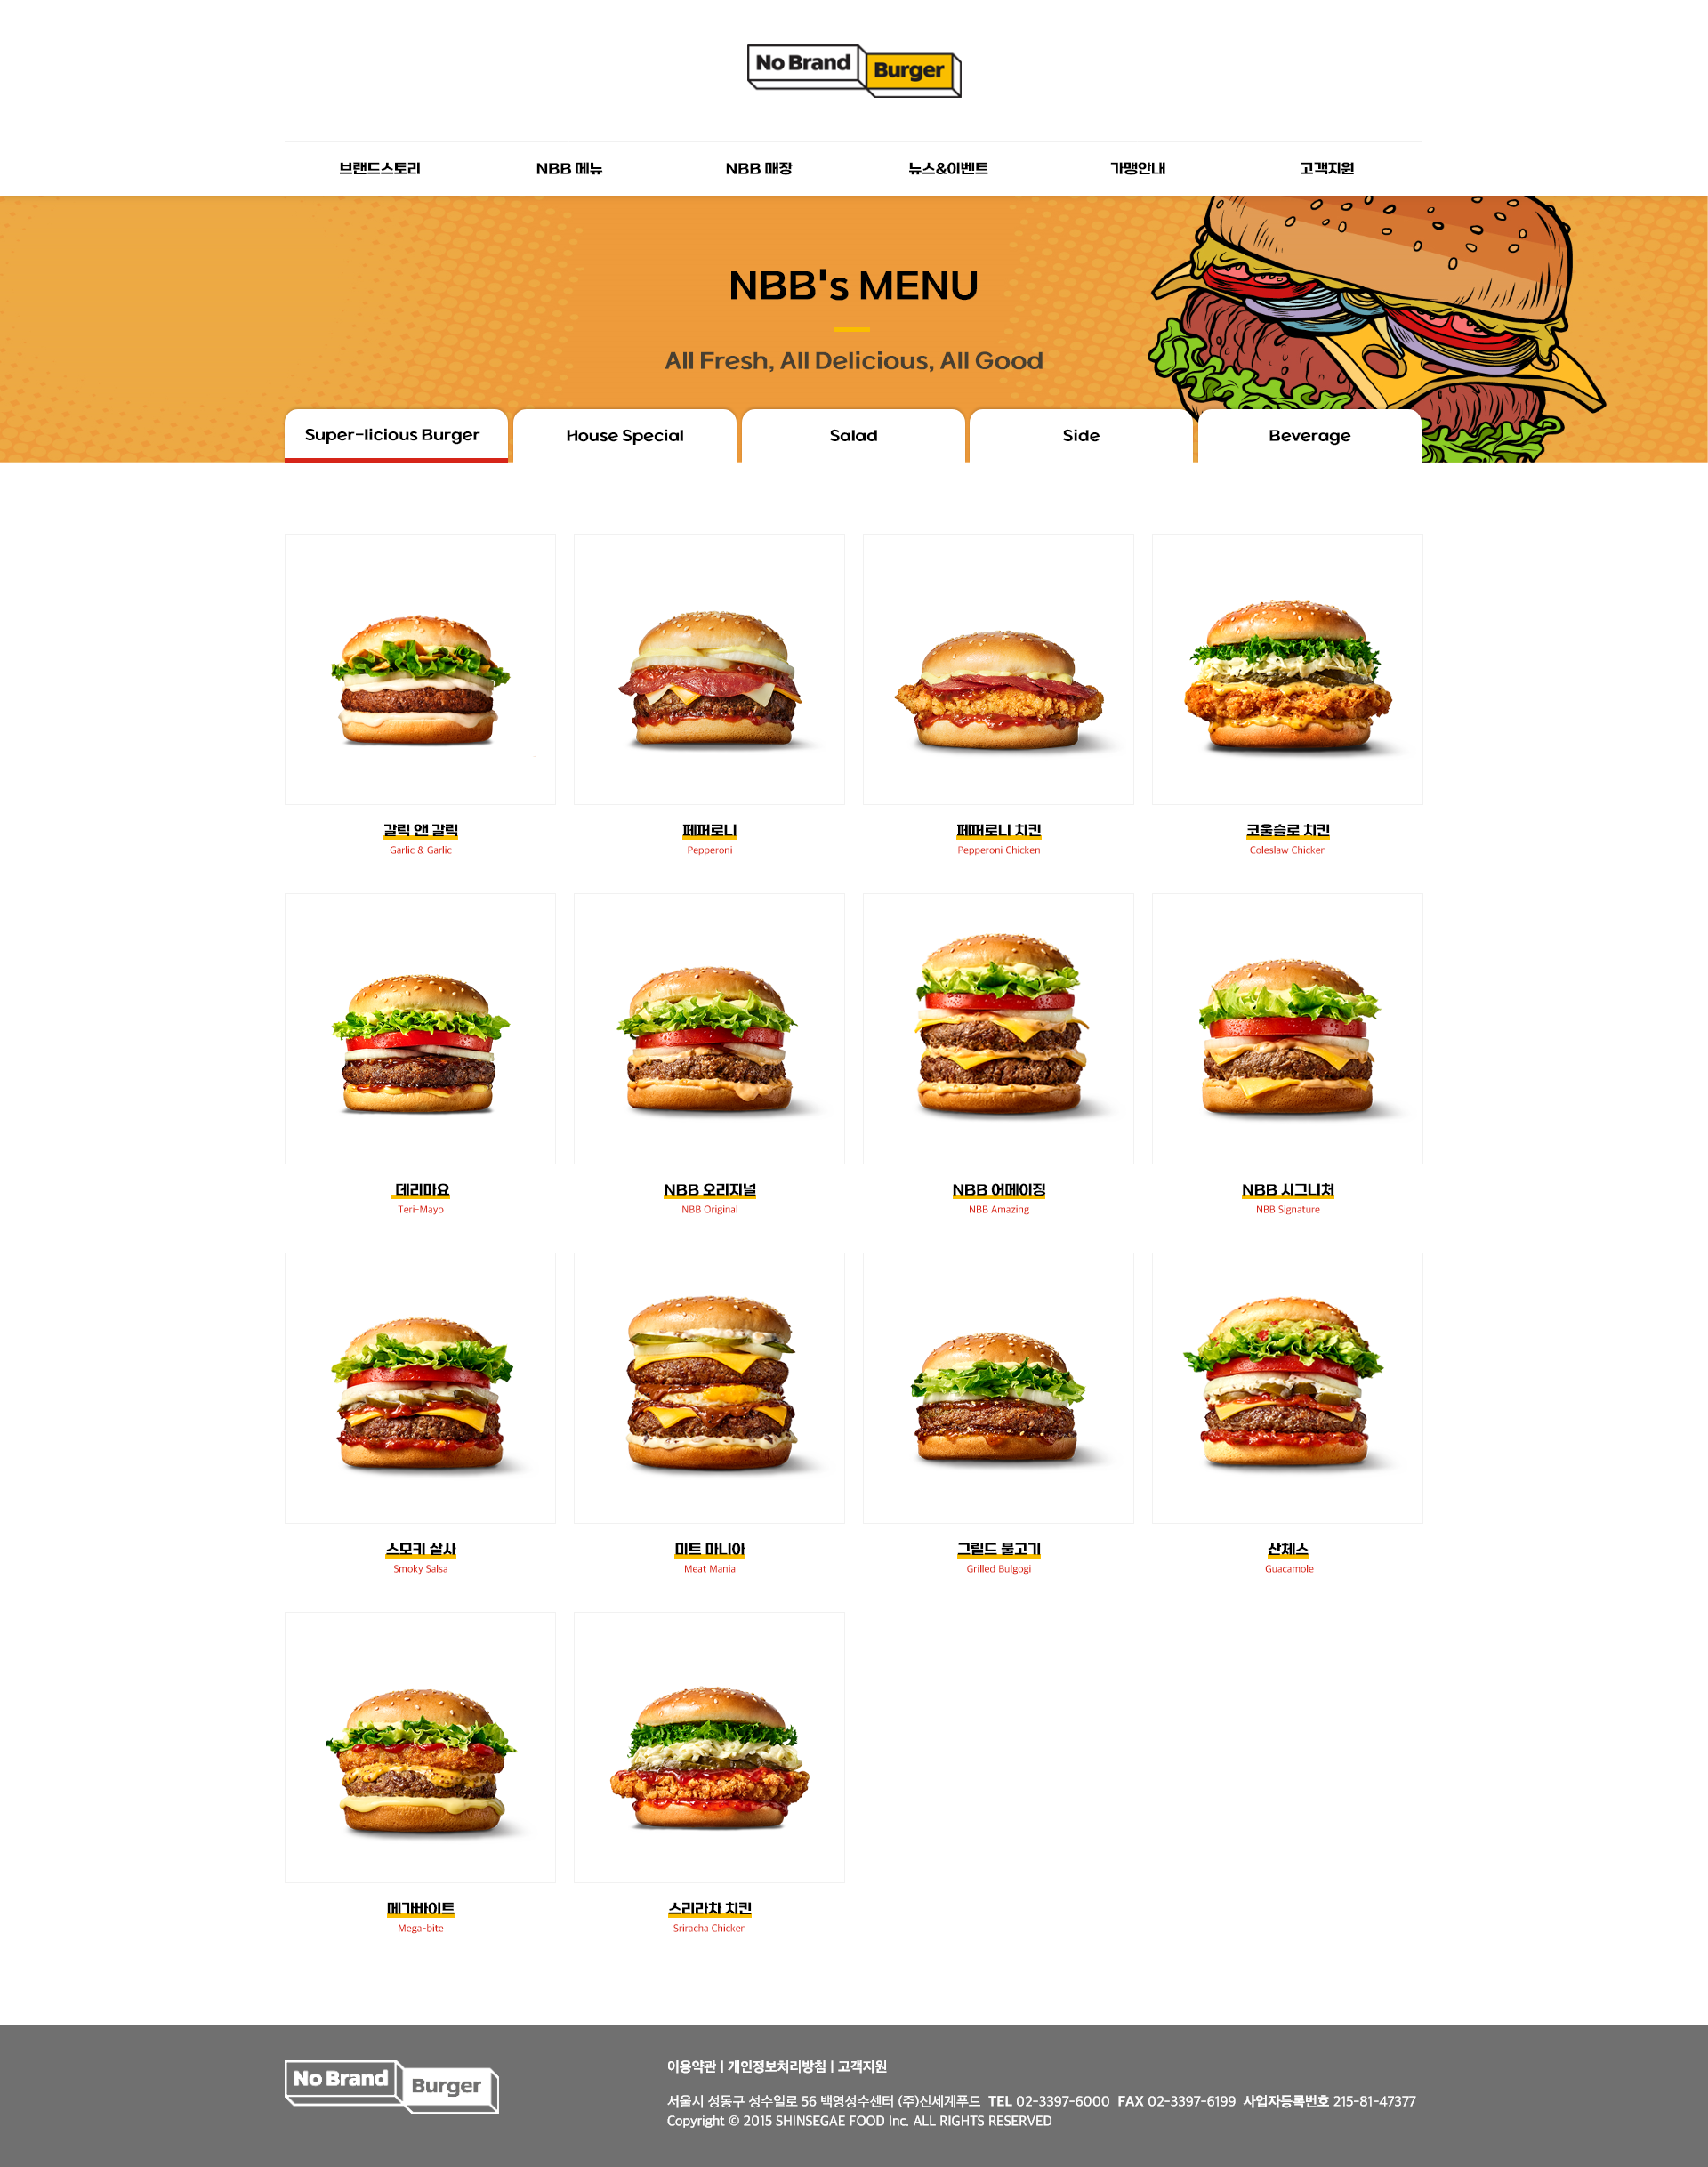 No Brand Burger
브랜드스토리 NBB 메뉴 NBB 매장 뉴스&이벤트 가맹안내 고객지원
NBB's MENU
All Fresh, All Delicious, All Good
Super-licious Burger House Special Salad Side Beverage
갈릭 앤 갈릭 페퍼로니 페퍼로니 치킨 코울슬로 치킨
Garlic & Garlic Pepperoni Pepperoni Chicken Coleslaw Chicken
데리마요 NBB 오리지널 NBB 어메이징 NBB 시그니처
Teri-Mayo NBB Original NBB Amazing NBB Signature
스모키 살사 미트 마니아 그릴드 불고기 산체스
Smoky Salsa Meat Mania Grilled Bulgogi Guacamole
메가바이트 스리라차 치킨
Mega-bite Sriracha Chicken
No Brand Burger
이용약관 | 개인정보처리방침 | 고객지원
서울시 성동구 성수일로 56 백영성수센터 (주)신세계푸드 TEL 02-3397-6000 FAX 02-3397-6199 사업자등록번호 215-81-47377
Copyright © 2015 SHINSEGAE FOOD Inc. ALL RIGHTS RESERVED